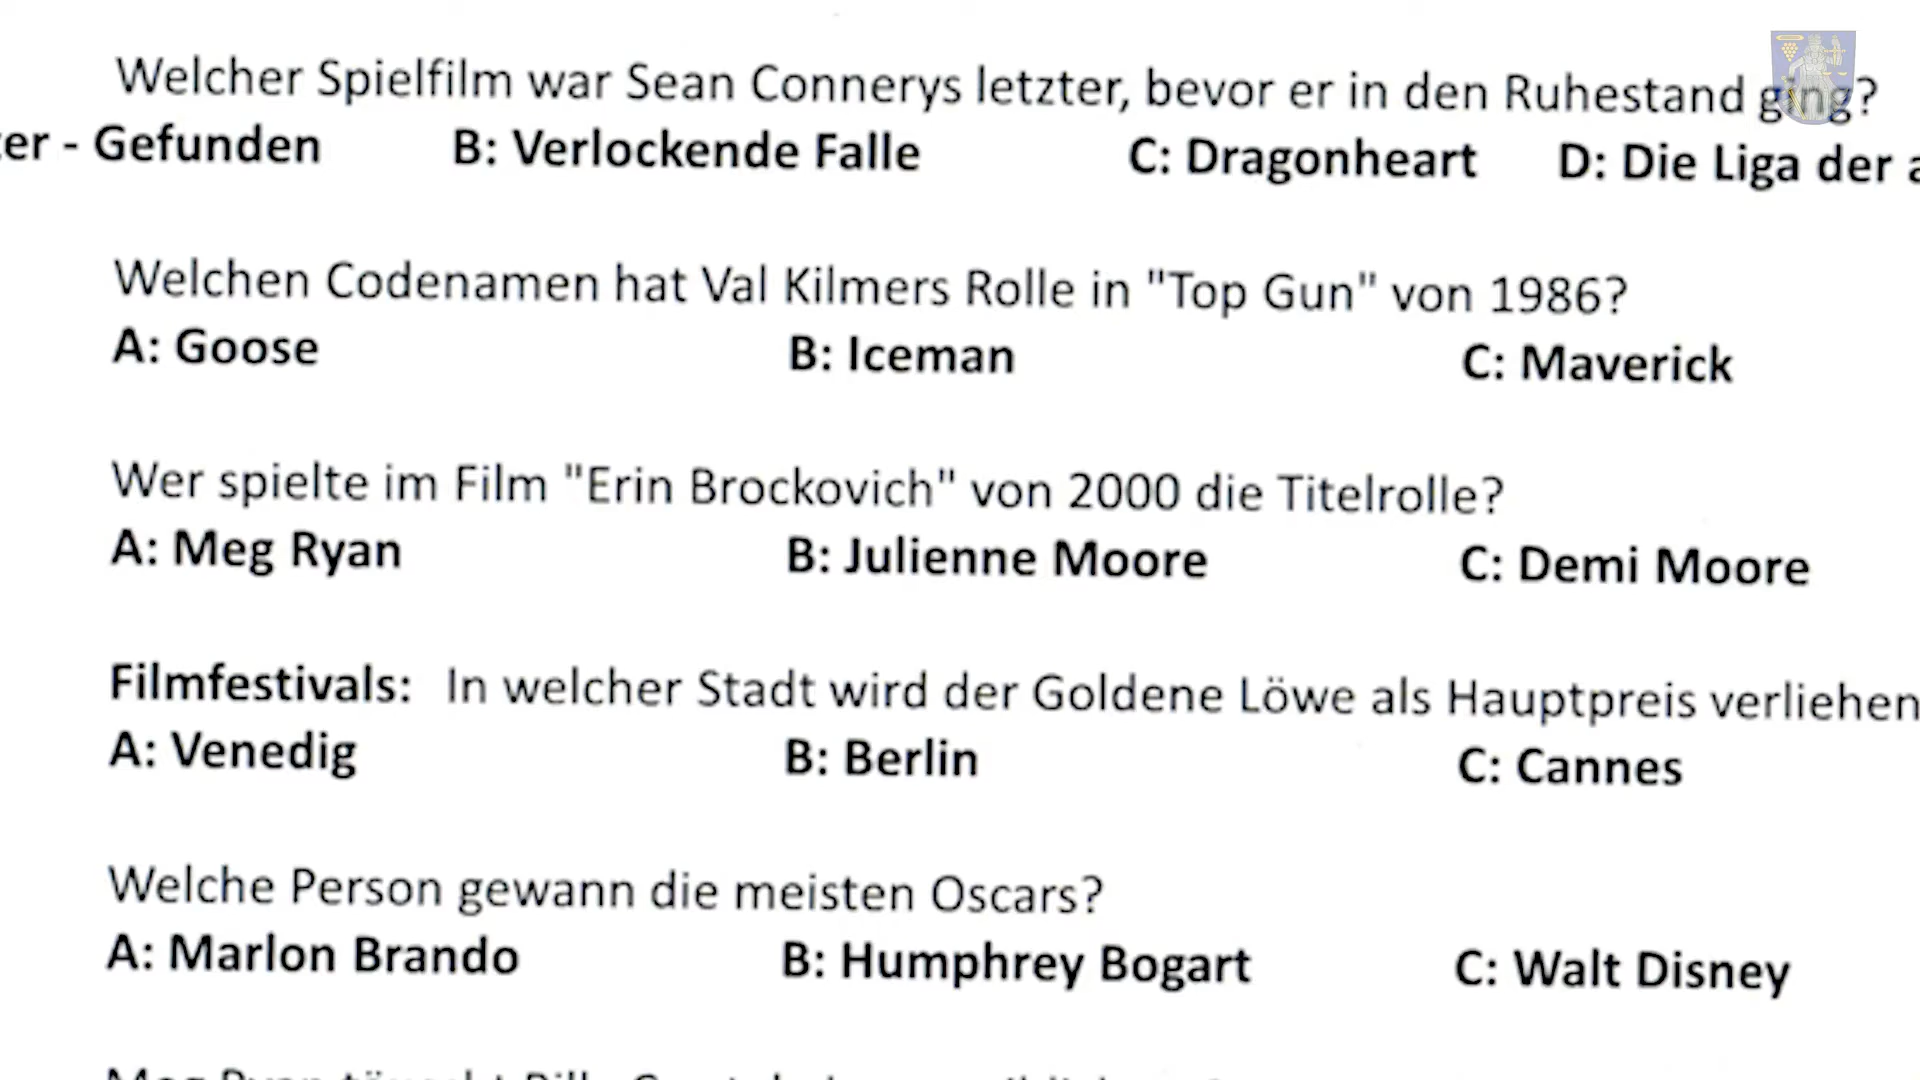 Welcher Spielfilm war Sean Connerys letzter, bevor er in den Ruhestand ging?
er - Gefunden B: Verlockende Falle C: Dragonheart D: Die Liga der
Welchen Codenamen hat Val Kilmers Rolle in "Top Gun" von 1986?
A: Goose B: Iceman C: Maverick
Wer spielte im Film "Erin Brockovich" von 2000 die Titelrolle?
A: Meg Ryan B: Julienne Moore C: Demi Moore
Filmfestivals: In welcher Stadt wird der Goldene Löwe als Hauptpreis verliehen
A: Venedig B: Berlin C: Cannes
Welche Person gewann die meisten Oscars?
A: Marlon Brando B: Humphrey Bogart C: Walt Disney